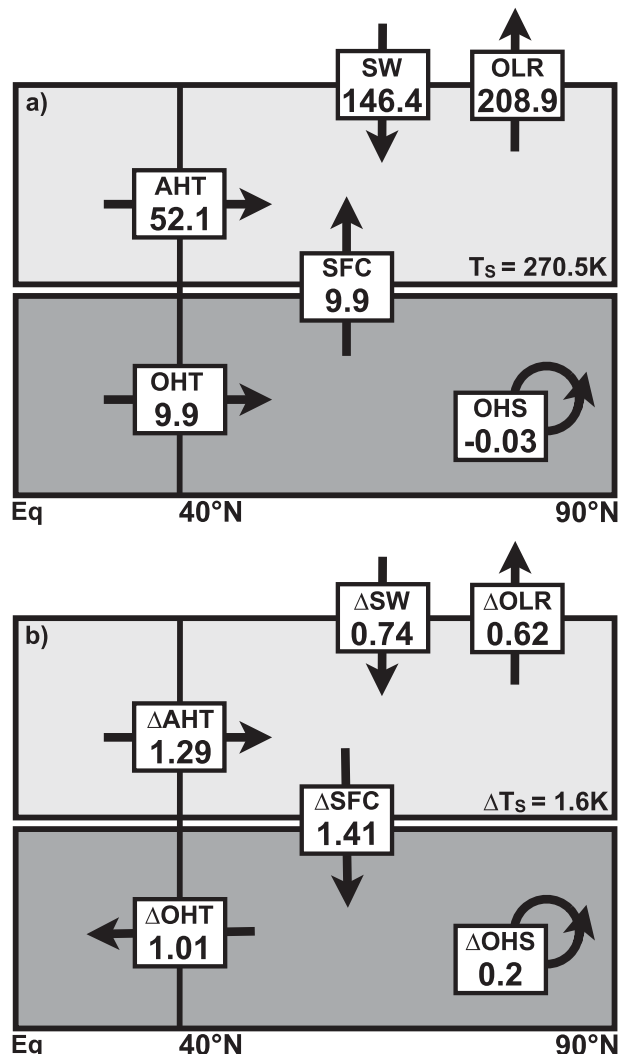 a)
SW
146.4
OLR
208.9
AHT
52.1
SFC
9.9
Ts = 270.5K
OHT
9.9
OHS
-0.03
Eq
40°N
90°N
b)
ΔSW
0.74
ΔOLR
0.62
ΔAHT
1.29
ΔSFC
1.41
ΔTs = 1.6K
ΔOHT
1.01
ΔOHS
0.2
Eq
40°N
90°N